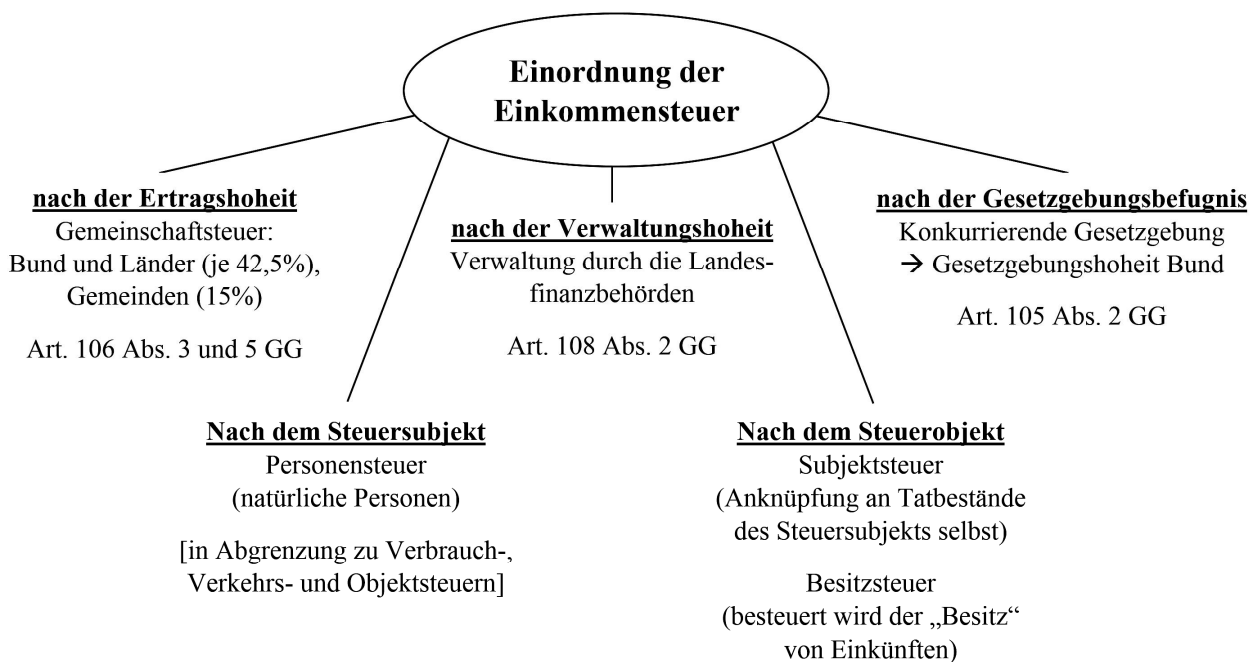 Einordnung der
Einkommensteuer
nach der Ertragshoheit
Gemeinschaftsteuer:
Bund und Länder (je 42,5%),
Gemeinden (15%)
Art. 106 Abs. 3 und 5 GG
nach der Verwaltungshoheit
Verwaltung durch die Landes-
finanzbehörden
Art. 108 Abs. 2 GG
nach der Gesetzgebungsbefugnis
Konkurrierende Gesetzgebung
→ Gesetzgebungshoheit Bund
Art. 105 Abs. 2 GG
Nach dem Steuersubjekt
Personensteuer
(natürliche Personen)
[in Abgrenzung zu Verbrauch-,
Verkehrs- und Objektsteuern]
Nach dem Steuerobjekt
Subjektsteuer
(Anknüpfung an Tatbestände
des Steuersubjekts selbst)
Besitzsteuer
(besteuert wird der „Besitz“
von Einkünften)